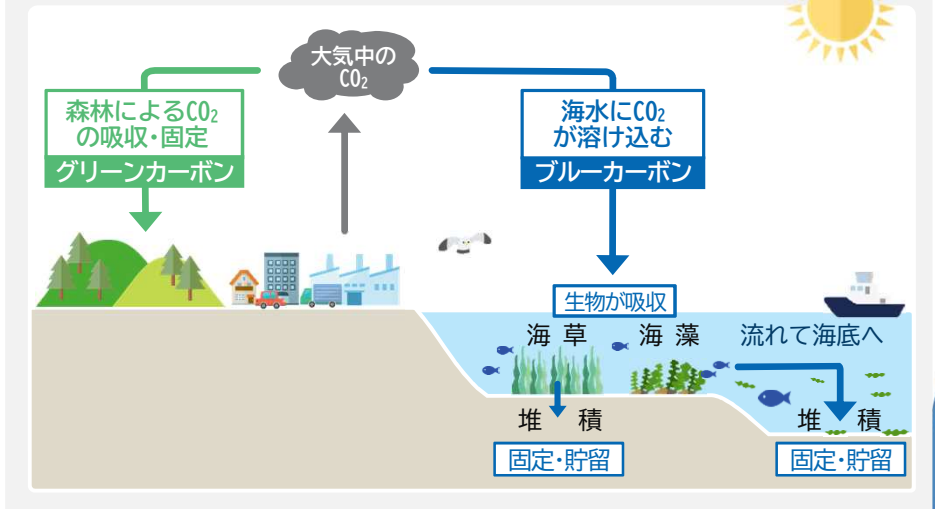 大気中の
CO₂
森林によるCO₂
の吸収・固定
グリーンカーボン
海水にCO₂
が溶け込む
ブルーカーボン
生物が吸収
海草
海藻
流れて海底へ
堆積
堆積
固定・貯留
固定・貯留